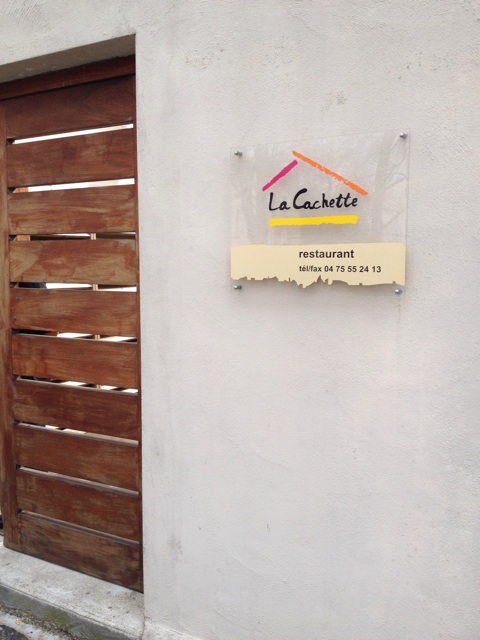 La Cachette
restaurant
tél/fax 04 75 55 24 13